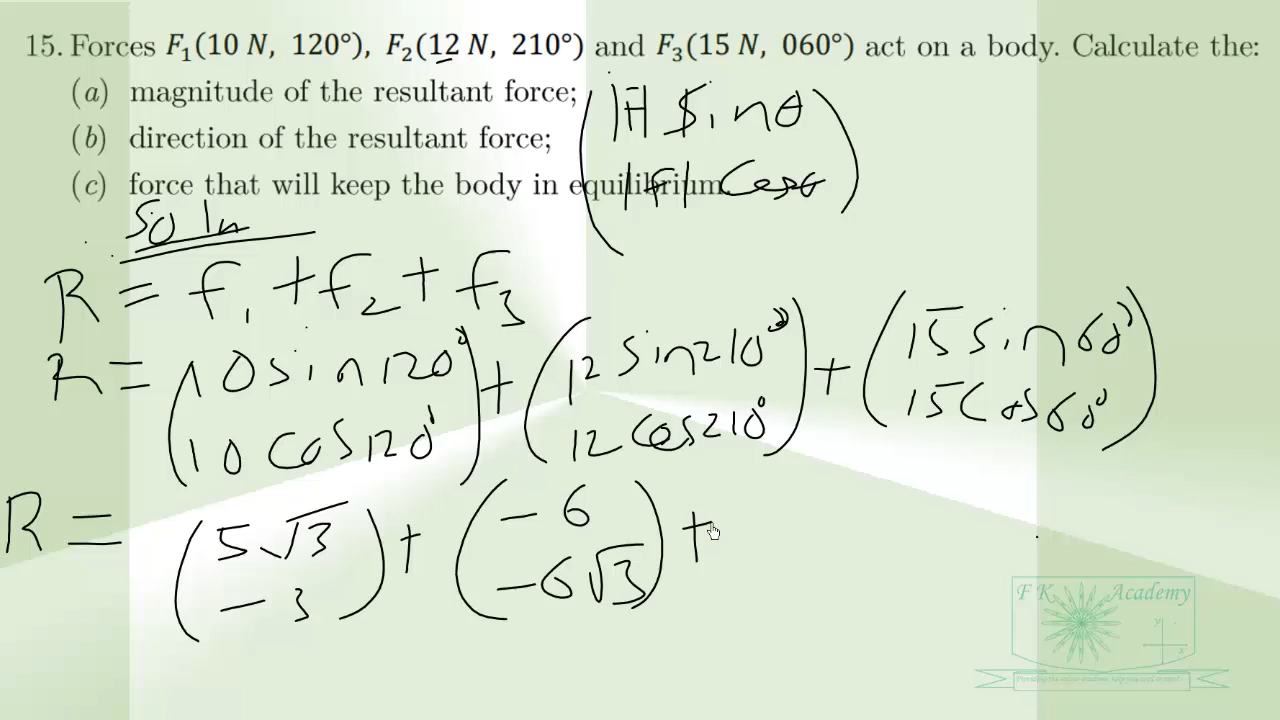 15. Forces F₁(10 N, 120°), F₂(12 N, 210°) and F₃(15 N, 060°) act on a body. Calculate the:
(a) magnitude of the resultant force;
(b) direction of the resultant force;
(c) force that will keep the body in equilibrium.
(|F| Sinθ
|F| Cosθ)
Soln
R = f₁ + f₂ + f₃
R = (10 sin 120° + (12 sin 210° + (15 sin 60°
10 Cos 120°) 12 Cos 210°) 15 Cos 60°)
R = (5√3 + (-6 +
-3) -6√3)
F K Academy
y
x